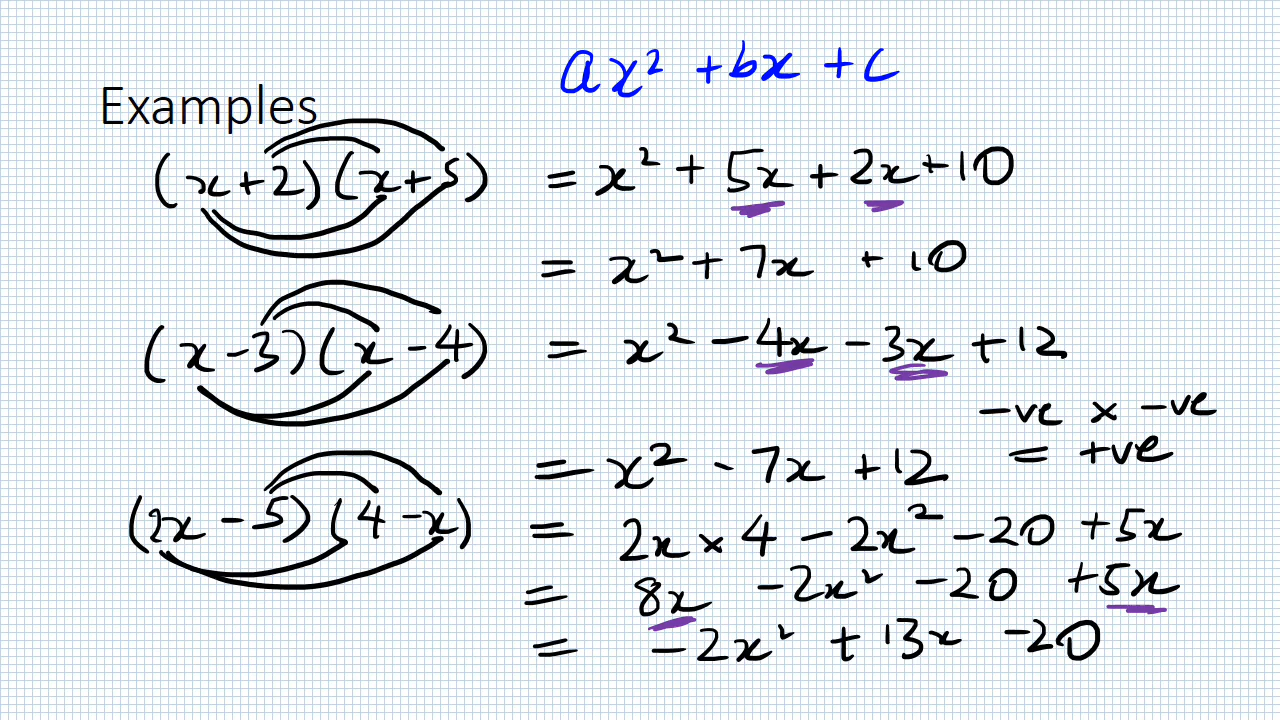 ax² + bx + c
Examples
(x+2)(x+5) = x² + 5x + 2x + 10
= x² + 7x + 10
(x - 3)(x - 4) = x² - 4x - 3x + 12
-ve × -ve
= +ve
= x² - 7x + 12
(2x - 5)(4 - x) = 2x × 4 - 2x² - 20 + 5x
= 8x - 2x² - 20 + 5x
= -2x² + 13x - 20